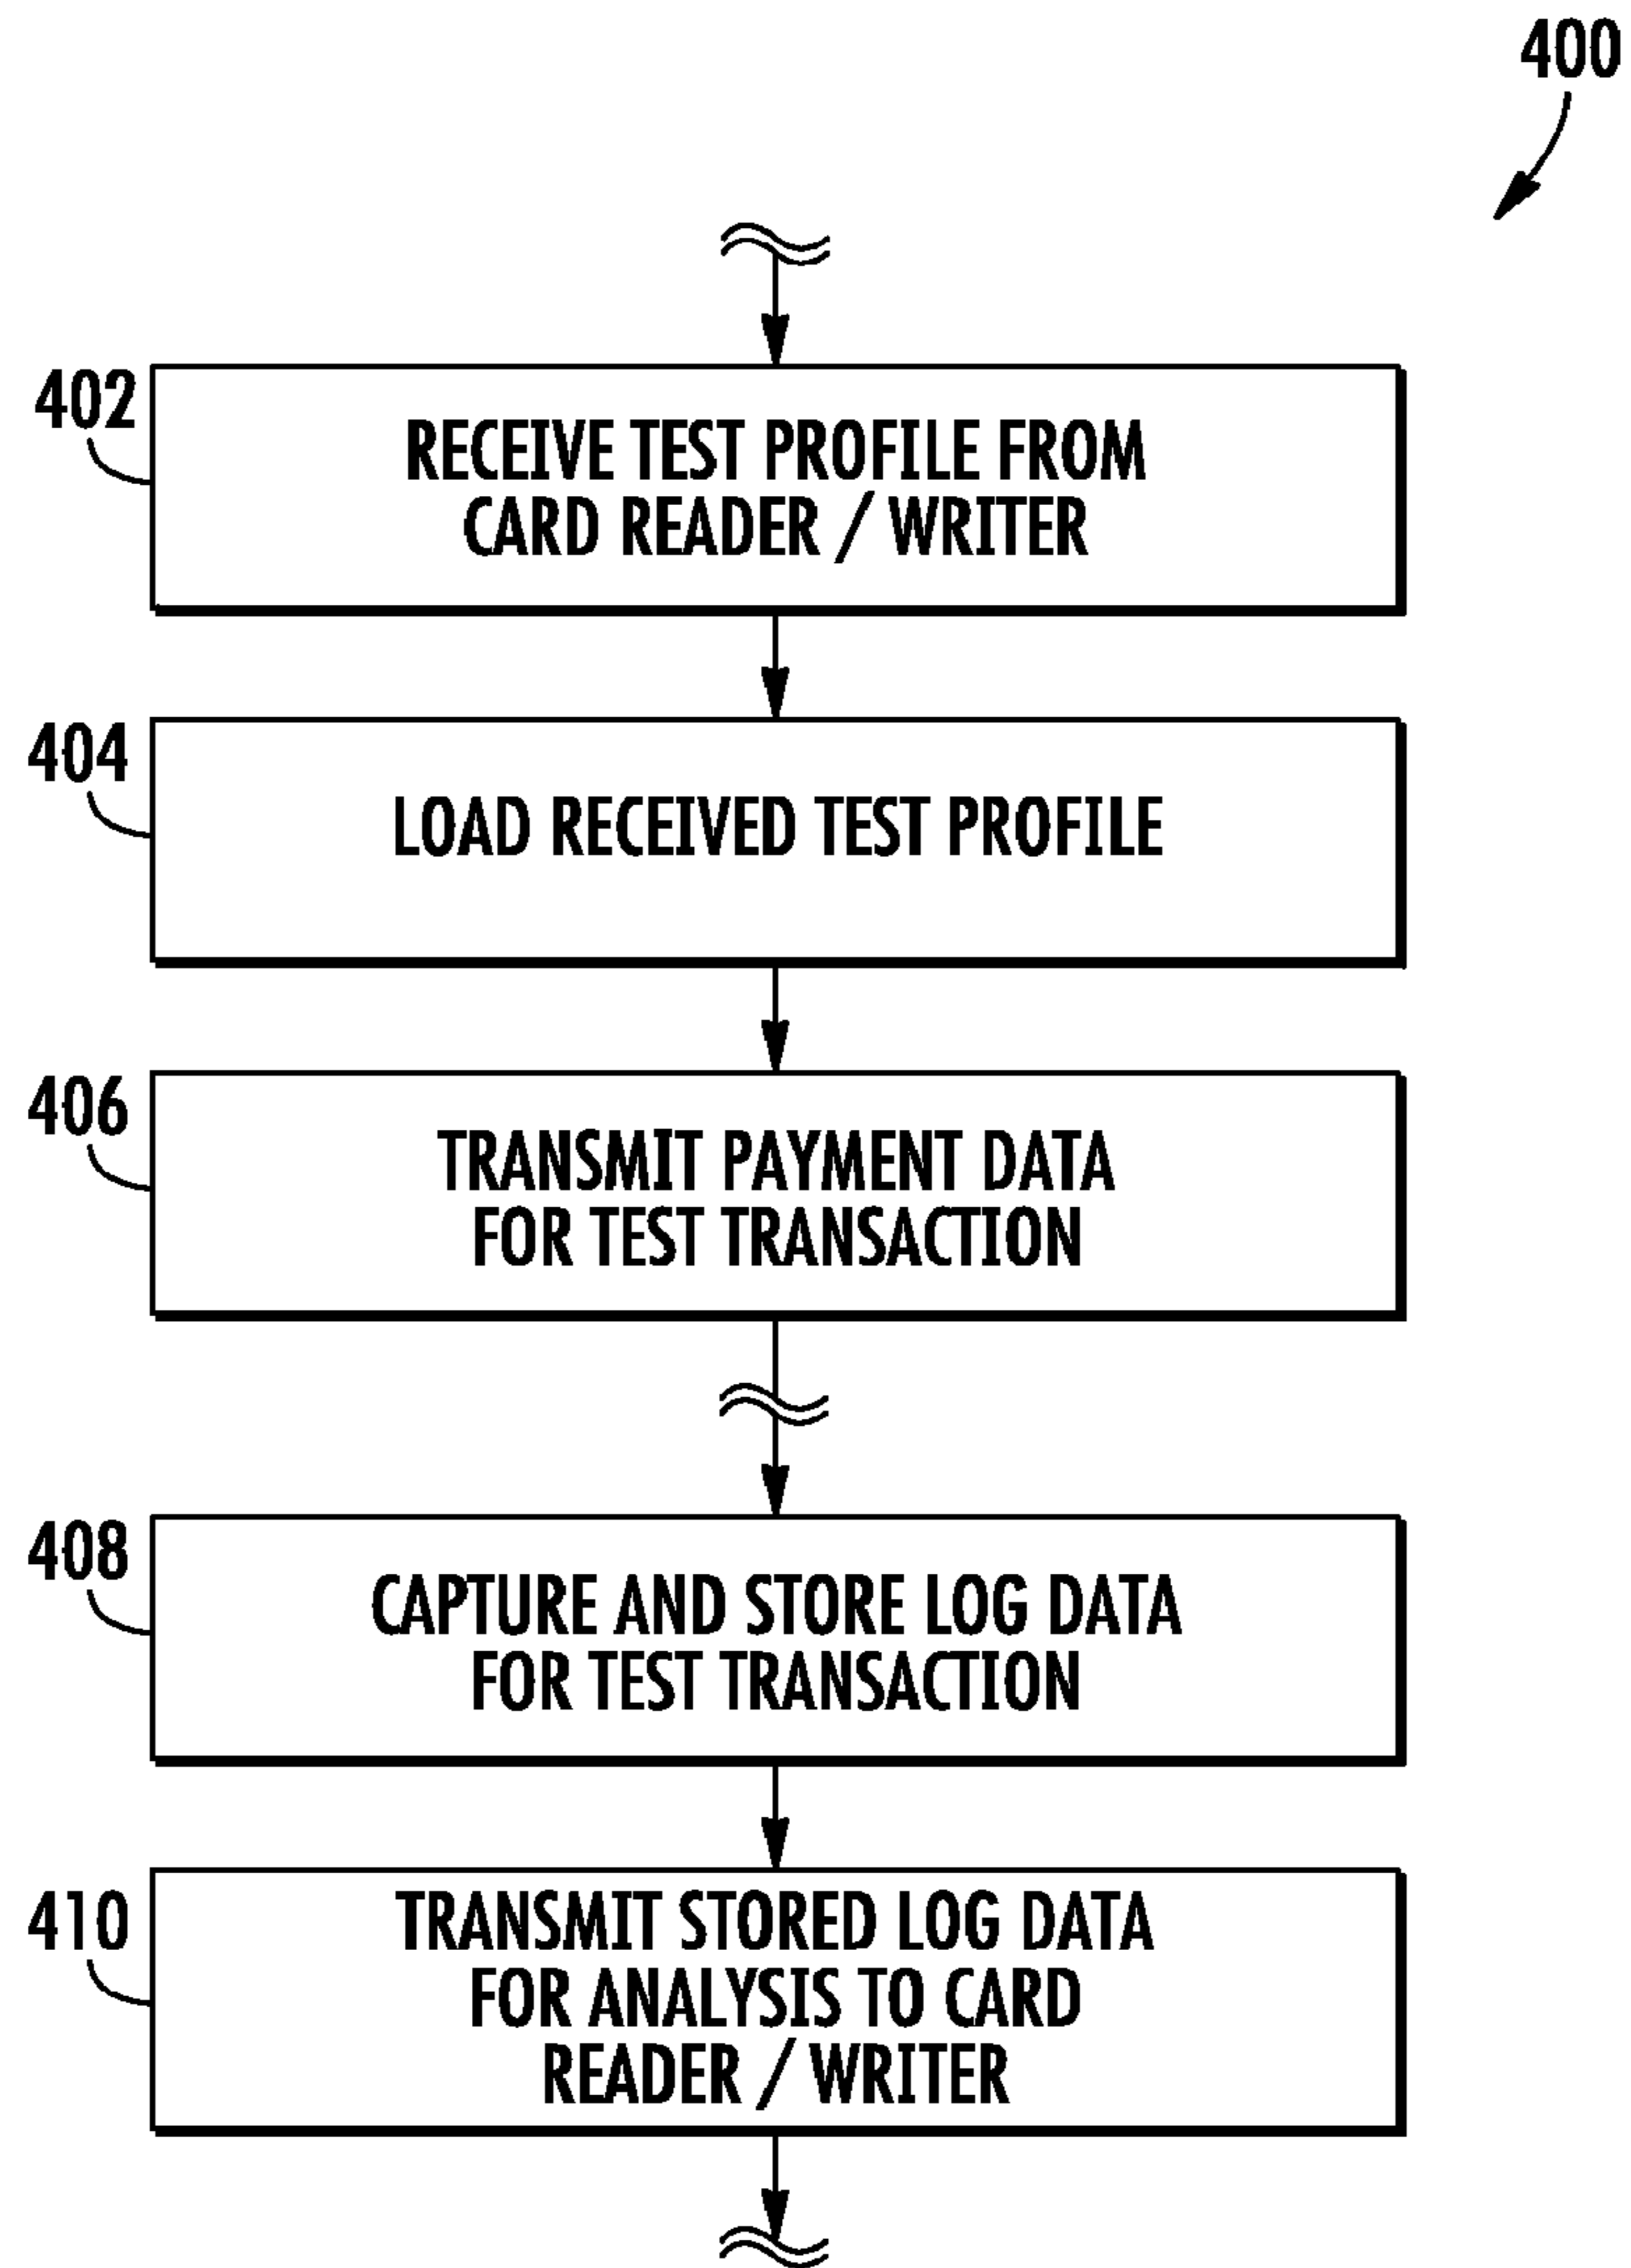 400
402
RECEIVE TEST PROFILE FROM
CARD READER/WRITER
404
LOAD RECEIVED TEST PROFILE
406
TRANSMIT PAYMENT DATA
FOR TEST TRANSACTION
408
CAPTURE AND STORE LOG DATA
FOR TEST TRANSACTION
410
TRANSMIT STORED LOG DATA
FOR ANALYSIS TO CARD
READER/WRITER